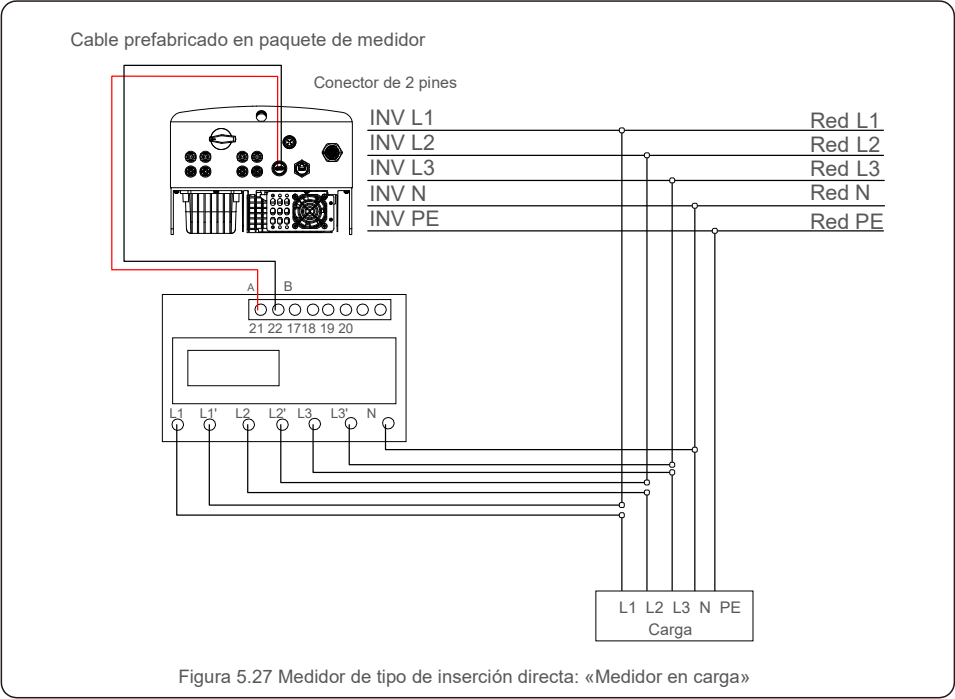 Cable prefabricado en paquete de medidor
Conector de 2 pines
INV L1 Red L1
INV L2 Red L2
INV L3 Red L3
INV N Red N
INV PE Red PE
A B
21 22 1718 19 20
L1 L1' L2 L2' L3 L3' N
L1 L2 L3 N PE
Carga
Figura 5.27 Medidor de tipo de inserción directa: «Medidor en carga»